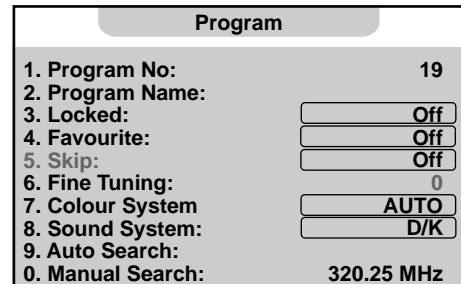 Program
1. Program No: 19
2. Program Name:
3. Locked: Off
4. Favourite: Off
5. Skip: Off
6. Fine Tuning: 0
7. Colour System AUTO
8. Sound System: D/K
9. Auto Search:
0. Manual Search: 320.25 MHz